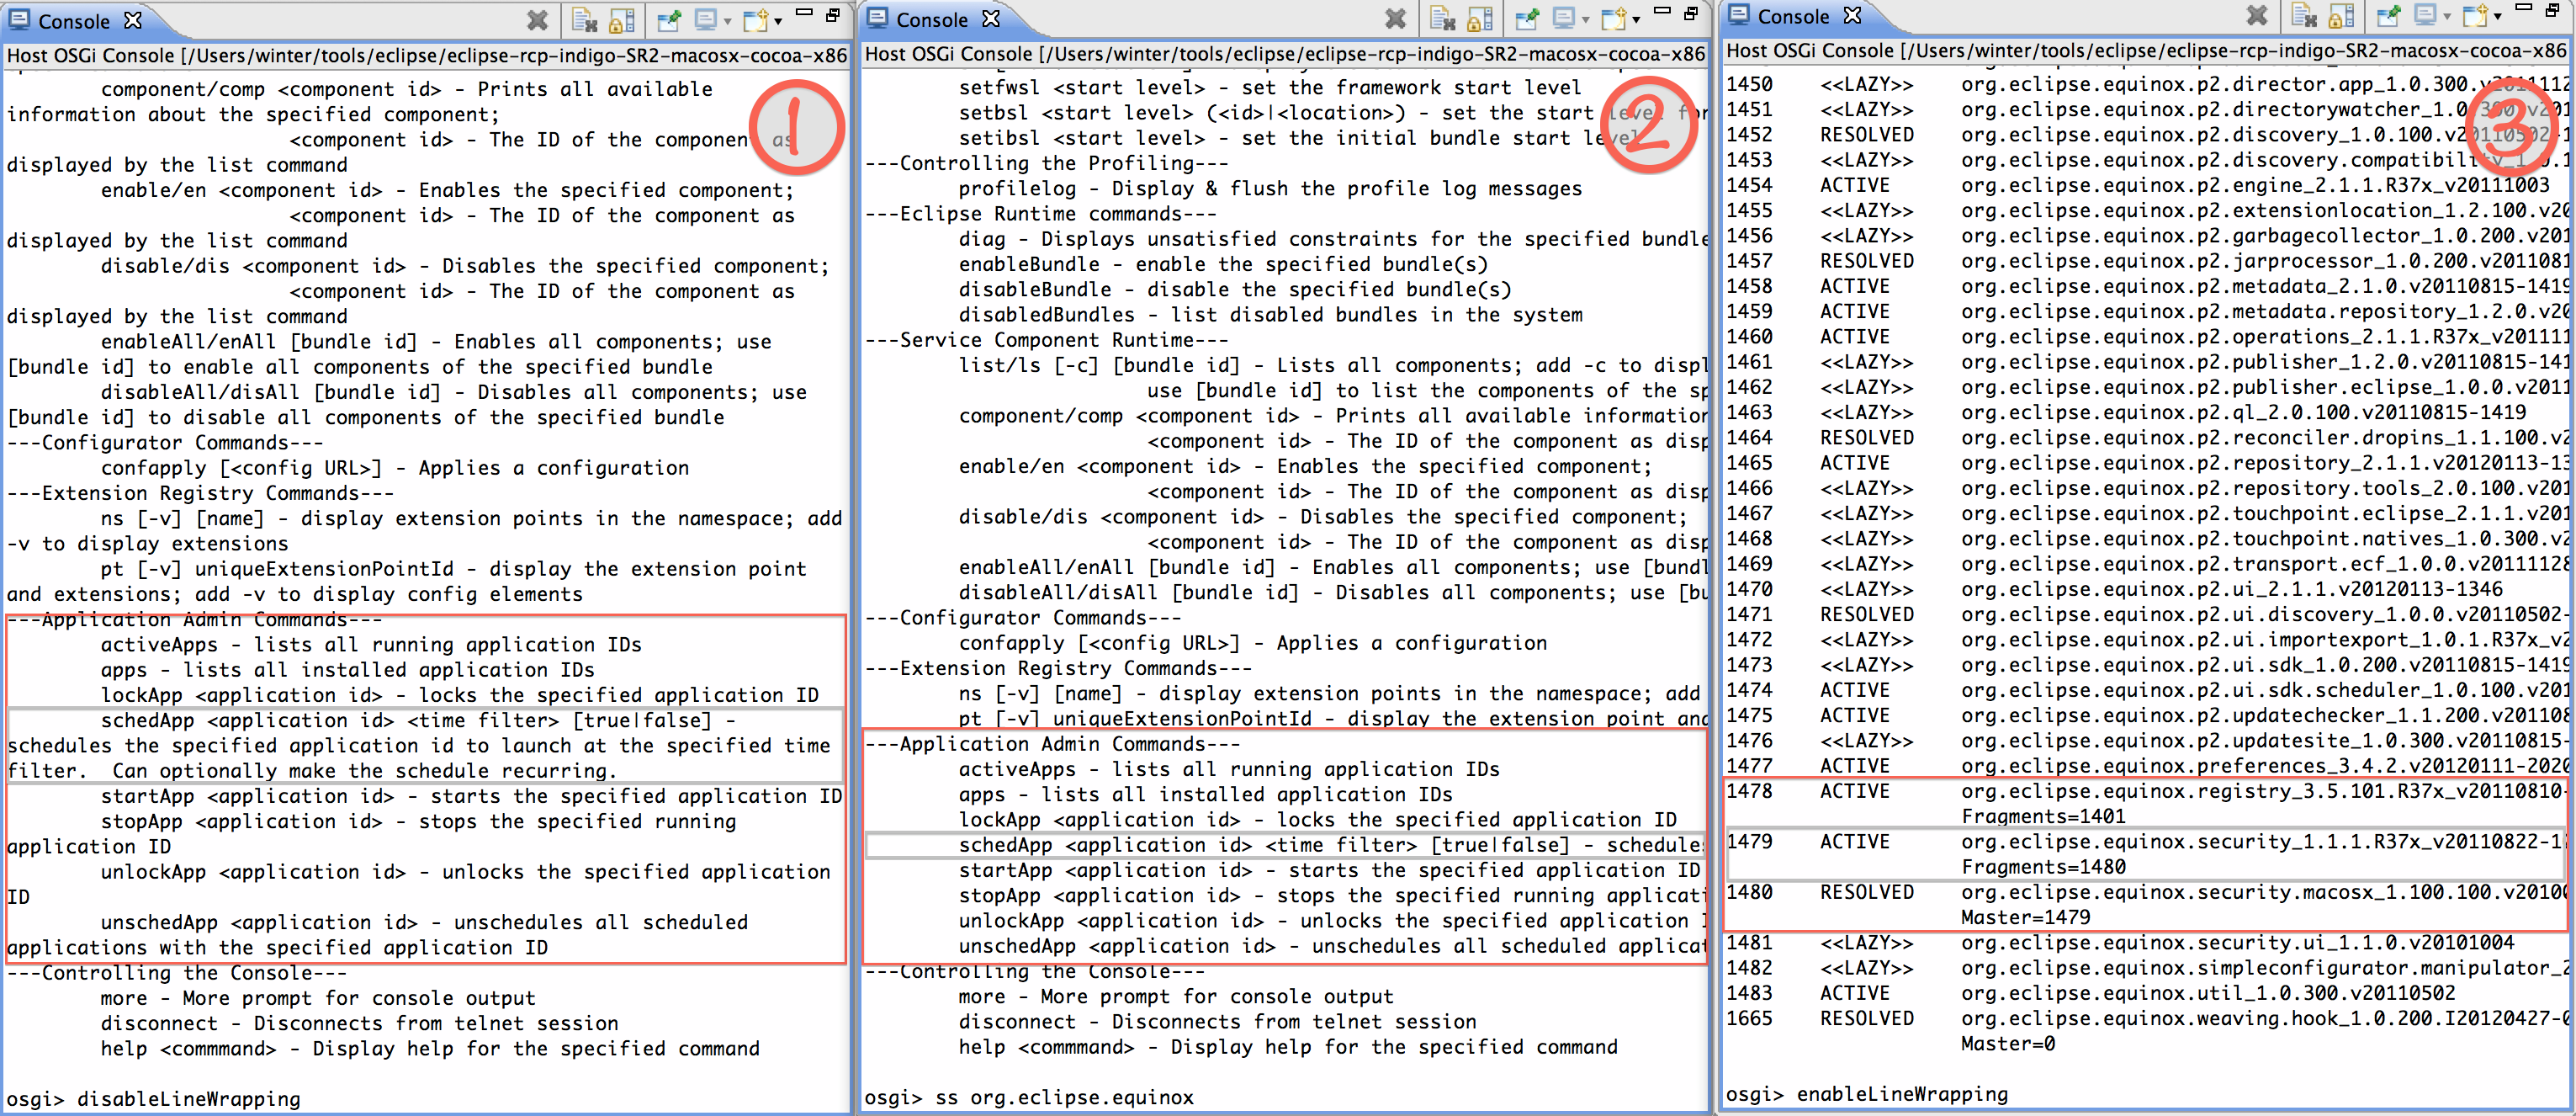 Console
Host OSGi Console [/Users/winter/tools/eclipse/eclipse-rcp-indigo-SR2-macosx-cocoa-x86
component/comp <component id> - Prints all available
information about the specified component;
<component id> - The ID of the component as
displayed by the list command
enable/en <component id> - Enables the specified component;
<component id> - The ID of the component as
displayed by the list command
disable/dis <component id> - Disables the specified component;
<component id> - The ID of the component as
displayed by the list command
enableAll/enAll [bundle id] - Enables all components; use
[bundle id] to enable all components of the specified bundle
disableAll/disAll [bundle id] - Disables all components; use
[bundle id] to disable all components of the specified bundle
---Configurator Commands---
confapply [<config URL>] - Applies a configuration
---Extension Registry Commands---
ns [-v] [name] - display extension points in the namespace; add
-v to display extensions
pt [-v] uniqueExtensionPointId - display the extension point
and extensions; add -v to display config elements
---Application Admin Commands---
activeApps - lists all running application IDs
apps - lists all installed application IDs
lockApp <application id> - locks the specified application ID
schedApp <application id> <time filter> [true|false] -
schedules the specified application id to launch at the specified time
filter.  Can optionally make the schedule recurring.
startApp <application id> - starts the specified application ID
stopApp <application id> - stops the specified running
application ID
unlockApp <application id> - unlocks the specified application
ID
unschedApp <application id> - unschedules all scheduled
applications with the specified application ID
---Controlling the Console---
more - More prompt for console output
disconnect - Disconnects from telnet session
help <commmand> - Display help for the specified command
osgi> disableLineWrapping
1
Console
Host OSGi Console [/Users/winter/tools/eclipse/eclipse-rcp-indigo-SR2-macosx-cocoa-x86
setfwsl <start level> - set the framework start level
setbsl <start level> (<id>|<location>) - set the start level for
setibsl <start level> - set the initial bundle start level
---Controlling the Profiling---
profilelog - Display & flush the profile log messages
---Eclipse Runtime commands---
diag - Displays unsatisfied constraints for the specified bundle
enableBundle - enable the specified bundle(s)
disableBundle - disable the specified bundle(s)
disabledBundles - list disabled bundles in the system
---Service Component Runtime---
list/ls [-c] [bundle id] - Lists all components; add -c to displ
use [bundle id] to list the components of the sp
component/comp <component id> - Prints all available information
<component id> - The ID of the component as disp
enable/en <component id> - Enables the specified component;
<component id> - The ID of the component as disp
disable/dis <component id> - Disables the specified component;
<component id> - The ID of the component as disp
enableAll/enAll [bundle id] - Enables all components; use [bundl
disableAll/disAll [bundle id] - Disables all components; use [bu
---Configurator Commands---
confapply [<config URL>] - Applies a configuration
---Extension Registry Commands---
ns [-v] [name] - display extension points in the namespace; add
pt [-v] uniqueExtensionPointId - display the extension point and
---Application Admin Commands---
activeApps - lists all running application IDs
apps - lists all installed application IDs
lockApp <application id> - locks the specified application ID
schedApp <application id> <time filter> [true|false] - schedules
startApp <application id> - starts the specified application ID
stopApp <application id> - stops the specified running applicati
unlockApp <application id> - unlocks the specified application I
unschedApp <application id> - unschedules all scheduled applicat
---Controlling the Console---
more - More prompt for console output
disconnect - Disconnects from telnet session
help <commmand> - Display help for the specified command
osgi> ss org.eclipse.equinox
2
Console
Host OSGi Console [/Users/winter/tools/eclipse/eclipse-rcp-indigo-SR2-macosx-cocoa-x86
1450 <<LAZY>> org.eclipse.equinox.p2.director.app_1.0.300.v2011112
1451 <<LAZY>> org.eclipse.equinox.p2.directorywatcher_1.0.300.v201
1452 RESOLVED org.eclipse.equinox.p2.discovery_1.0.100.v20110502-1
1453 <<LAZY>> org.eclipse.equinox.p2.discovery.compatibility_1.0.1
1454 ACTIVE org.eclipse.equinox.p2.engine_2.1.1.R37x_v20111003
1455 <<LAZY>> org.eclipse.equinox.p2.extensionlocation_1.2.100.v20
1456 <<LAZY>> org.eclipse.equinox.p2.garbagecollector_1.0.200.v201
1457 RESOLVED org.eclipse.equinox.p2.jarprocessor_1.0.200.v2011081
1458 ACTIVE org.eclipse.equinox.p2.metadata_2.1.0.v20110815-1419
1459 ACTIVE org.eclipse.equinox.p2.metadata.repository_1.2.0.v20
1460 ACTIVE org.eclipse.equinox.p2.operations_2.1.1.R37x_v201111
1461 <<LAZY>> org.eclipse.equinox.p2.publisher_1.2.0.v20110815-141
1462 <<LAZY>> org.eclipse.equinox.p2.publisher.eclipse_1.0.0.v2011
1463 <<LAZY>> org.eclipse.equinox.p2.ql_2.0.100.v20110815-1419
1464 RESOLVED org.eclipse.equinox.p2.reconciler.dropins_1.1.100.v2
1465 ACTIVE org.eclipse.equinox.p2.repository_2.1.1.v20120113-13
1466 <<LAZY>> org.eclipse.equinox.p2.repository.tools_2.0.100.v201
1467 <<LAZY>> org.eclipse.equinox.p2.touchpoint.eclipse_2.1.1.v201
1468 <<LAZY>> org.eclipse.equinox.p2.touchpoint.natives_1.0.300.v2
1469 <<LAZY>> org.eclipse.equinox.p2.transport.ecf_1.0.0.v20111128
1470 <<LAZY>> org.eclipse.equinox.p2.ui_2.1.1.v20120113-1346
1471 RESOLVED org.eclipse.equinox.p2.ui.discovery_1.0.0.v20110502-
1472 <<LAZY>> org.eclipse.equinox.p2.ui.importexport_1.0.1.R37x_v2
1473 <<LAZY>> org.eclipse.equinox.p2.ui.sdk_1.0.200.v20110815-1419
1474 ACTIVE org.eclipse.equinox.p2.ui.sdk.scheduler_1.0.100.v201
1475 ACTIVE org.eclipse.equinox.p2.updatechecker_1.1.200.v201108
1476 <<LAZY>> org.eclipse.equinox.p2.updatesite_1.0.300.v20110815-
1477 ACTIVE org.eclipse.equinox.preferences_3.4.2.v20120111-2020
1478 ACTIVE org.eclipse.equinox.registry_3.5.101.R37x_v20110810-
Fragments=1401
1479 ACTIVE org.eclipse.equinox.security_1.1.1.R37x_v20110822-1
Fragments=1480
1480 RESOLVED org.eclipse.equinox.security.macosx_1.100.100.v20100
Master=1479
1481 <<LAZY>> org.eclipse.equinox.security.ui_1.1.0.v20101004
1482 <<LAZY>> org.eclipse.equinox.simpleconfigurator.manipulator_2
1483 ACTIVE org.eclipse.equinox.util_1.0.300.v20110502
1665 RESOLVED org.eclipse.equinox.weaving.hook_1.0.200.I20120427-0
Master=0
osgi> enableLineWrapping
3